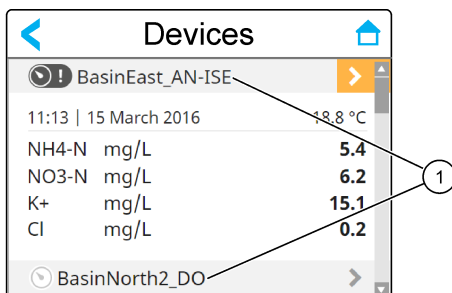 Devices
! BasinEast_AN-ISE
11:13 | 15 March 2016 18.8 °C
NH4-N mg/L 5.4
NO3-N mg/L 6.2
K+ mg/L 15.1
Cl mg/L 0.2
1
BasinNorth2_DO